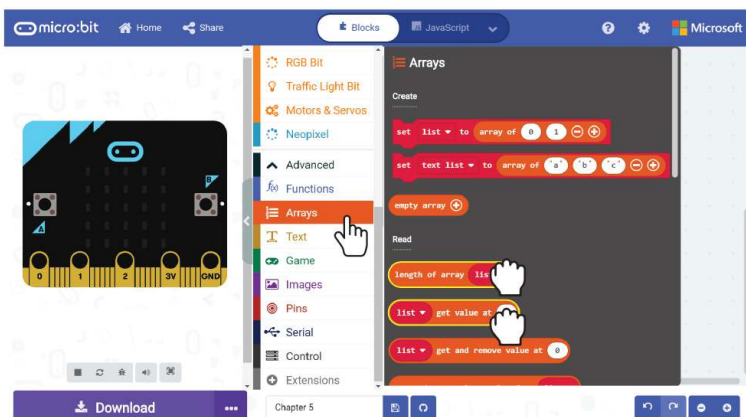 micro:bit Home Share Blocks JavaScript Microsoft
RGB Bit
Traffic Light Bit
Motors & Servos
Neopixel
Advanced
Functions
Arrays
Text
Game
Images
Pins
Serial
Control
Extensions
Arrays
Create
set list to array of 0 1
set text list to array of "a" "b" "c"
empty array
Read
length of array
list get value at
list get and remove value at 0
A
B
0 1 2 3V GND
Download
Chapter 5